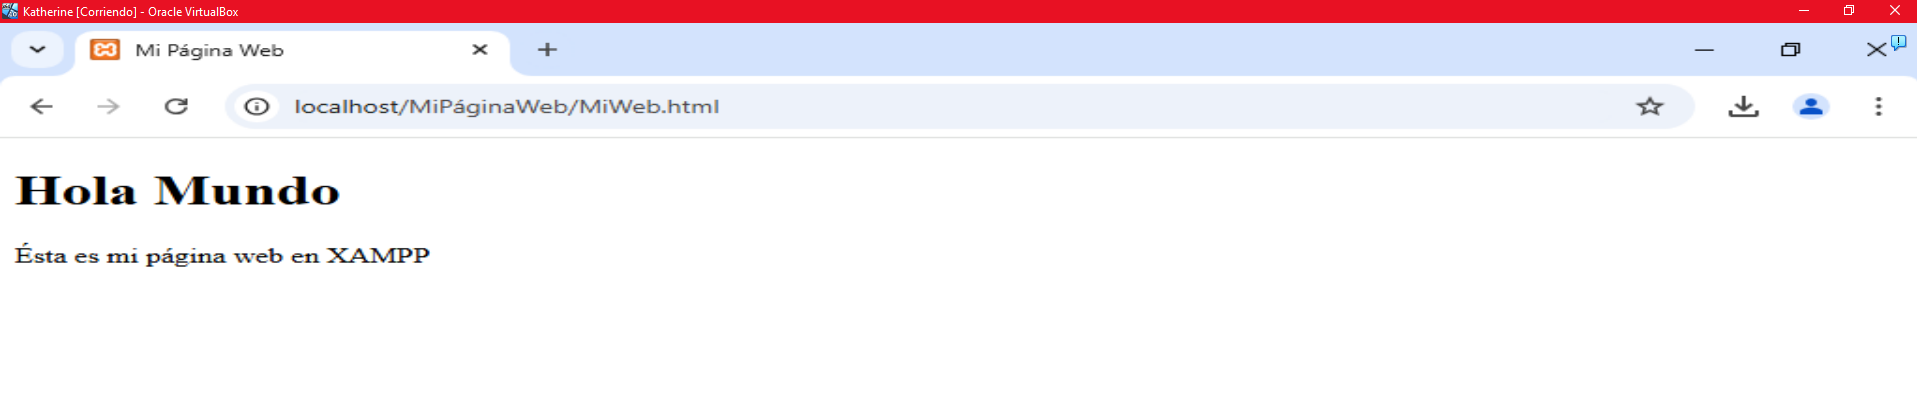 Katherine [Corriendo] - Oracle VirtualBox
Mi Página Web
localhost/MiPáginaWeb/MiWeb.html
Hola Mundo
Ésta es mi página web en XAMPP